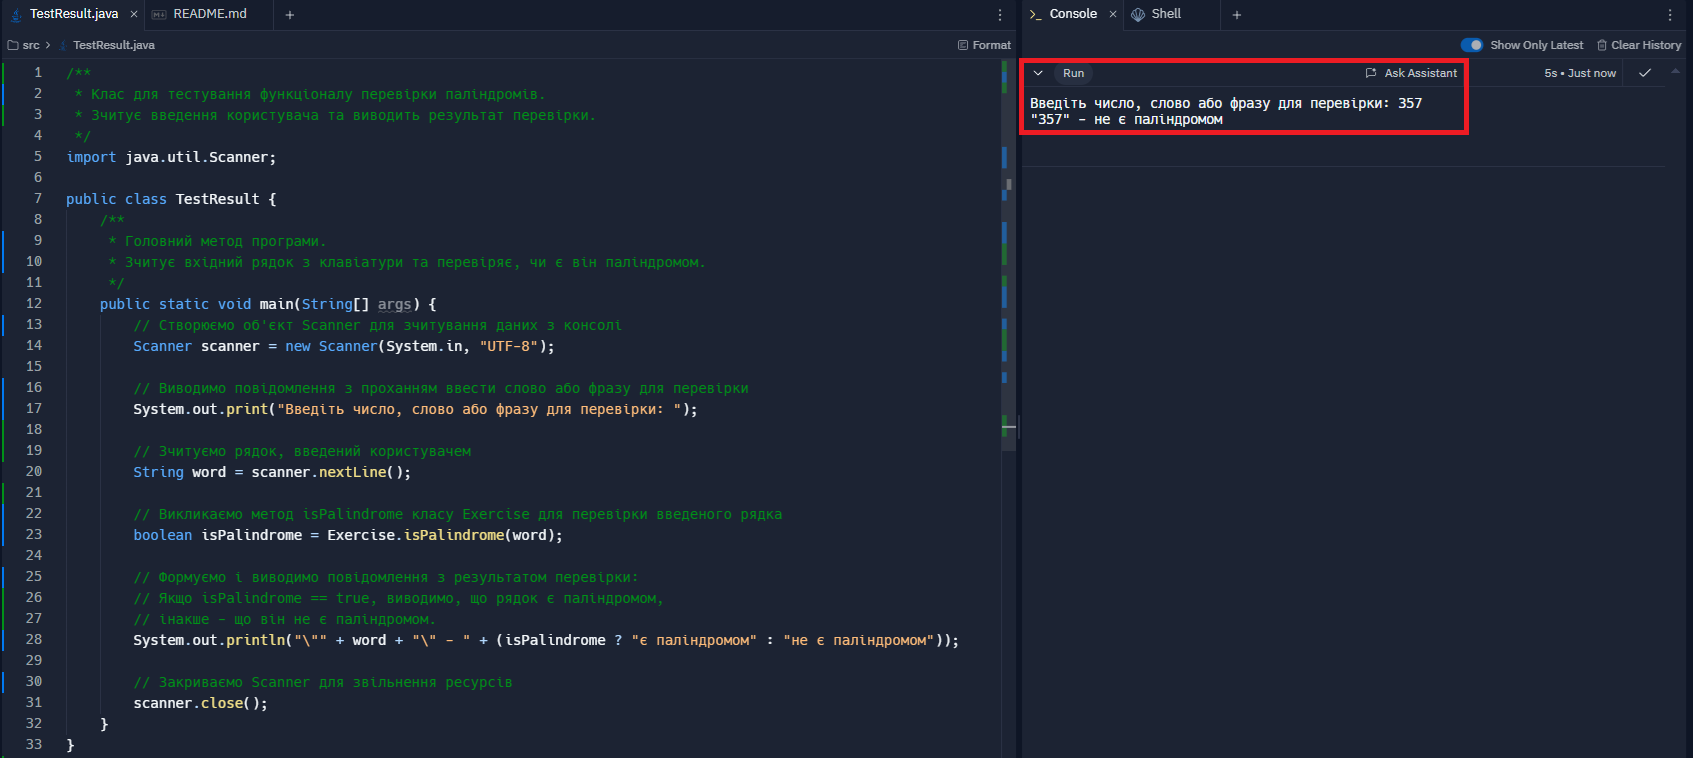 TestResult.java × README.md +
src > TestResult.java Format
1 /**
2 * Клас для тестування функціоналу перевірки паліндромів.
3 * Зчитує введення користувача та виводить результат перевірки.
4 */
5 import java.util.Scanner;
6
7 public class TestResult {
8 /**
9 * Головний метод програми.
10 * Зчитує вхідний рядок з клавіатури та перевіряє, чи є він паліндромом.
11 */
12 public static void main(String[] args) {
13 // Створюємо об'єкт Scanner для зчитування даних з консолі
14 Scanner scanner = new Scanner(System.in, "UTF-8");
15
16 // Виводимо повідомлення з проханням ввести слово або фразу для перевірки
17 System.out.print("Введіть число, слово або фразу для перевірки: ");
18
19 // Зчитуємо рядок, введений користувачем
20 String word = scanner.nextLine();
21
22 // Викликаємо метод isPalindrome класу Exercise для перевірки введеного рядка
23 boolean isPalindrome = Exercise.isPalindrome(word);
24
25 // Формуємо і виводимо повідомлення з результатом перевірки:
26 // Якщо isPalindrome == true, виводимо, що рядок є паліндромом,
27 // інакше - що він не є паліндромом.
28 System.out.println("\"" + word + "\" - " + (isPalindrome ? "є паліндромом" : "не є паліндромом"));
29
30 // Закриваємо Scanner для звільнення ресурсів
31 scanner.close();
32 }
33 }
Console × Shell +
Show Only Latest Clear History
Run Ask Assistant 5s • Just now
Введіть число, слово або фразу для перевірки: 357
"357" - не є паліндромом